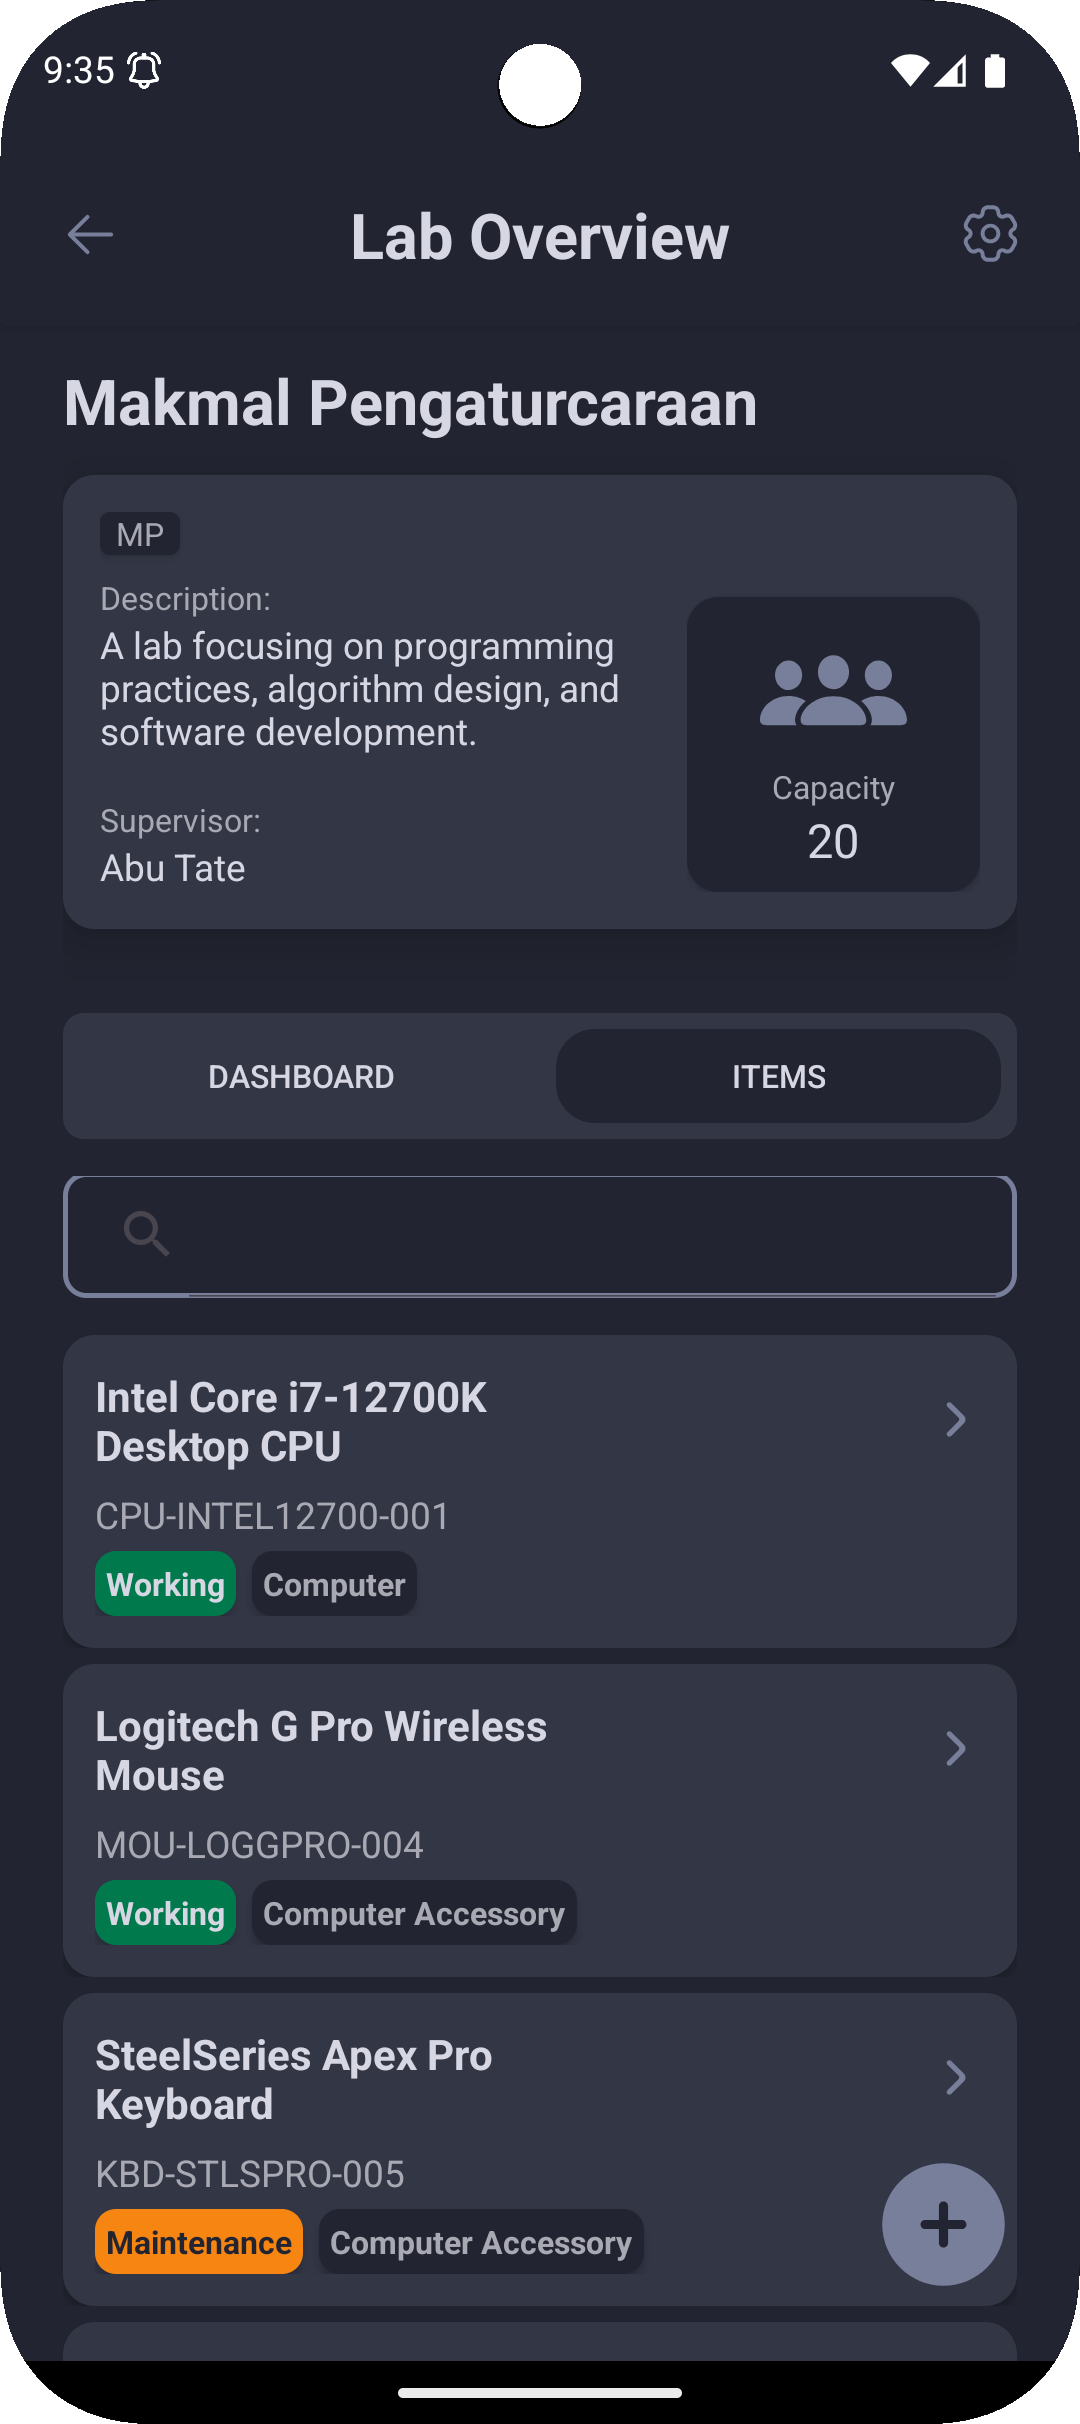 9:35
Lab Overview
Makmal Pengaturcaraan
MP
Description:
A lab focusing on programming
practices, algorithm design, and
software development.
Supervisor:
Abu Tate
Capacity
20
DASHBOARD
ITEMS
Intel Core i7-12700K
Desktop CPU
CPU-INTEL12700-001
Working
Computer
Logitech G Pro Wireless
Mouse
MOU-LOGGPRO-004
Working
Computer Accessory
SteelSeries Apex Pro
Keyboard
KBD-STLSPRO-005
Maintenance
Computer Accessory